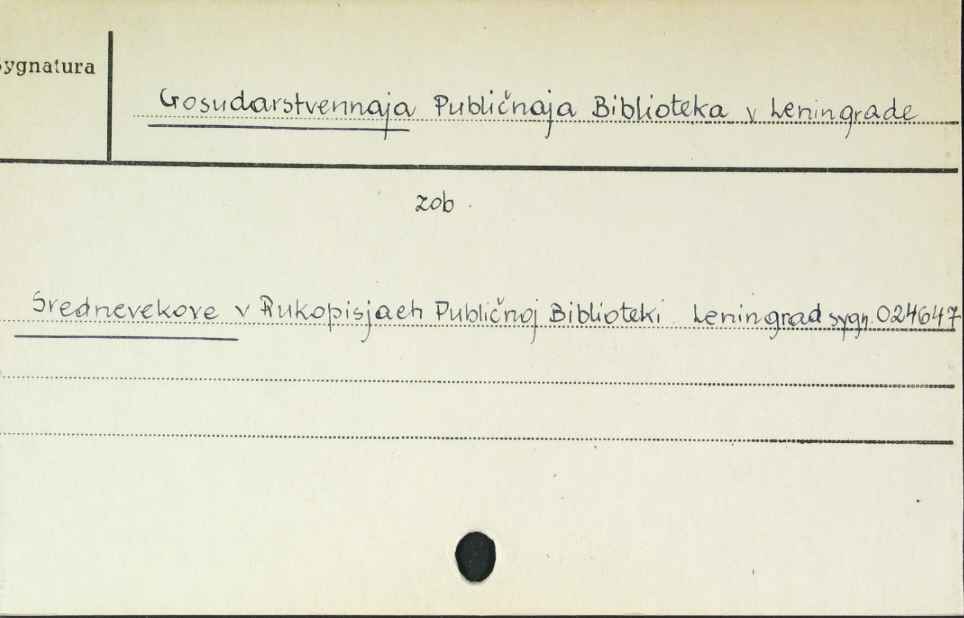 Sygnatura
Gosudarstvennaja Publičnaja Biblioteka v Leningrade
zob.
Srednevekove v Rukopisjach Publičnoj Biblioteki Leningrad sygn. 024647